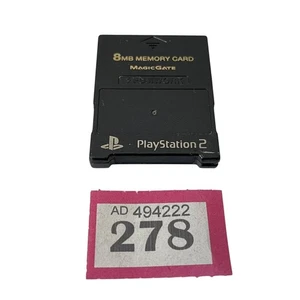 8MB MEMORY CARD
MAGICGATE
PlayStation 2
AD 494222
278